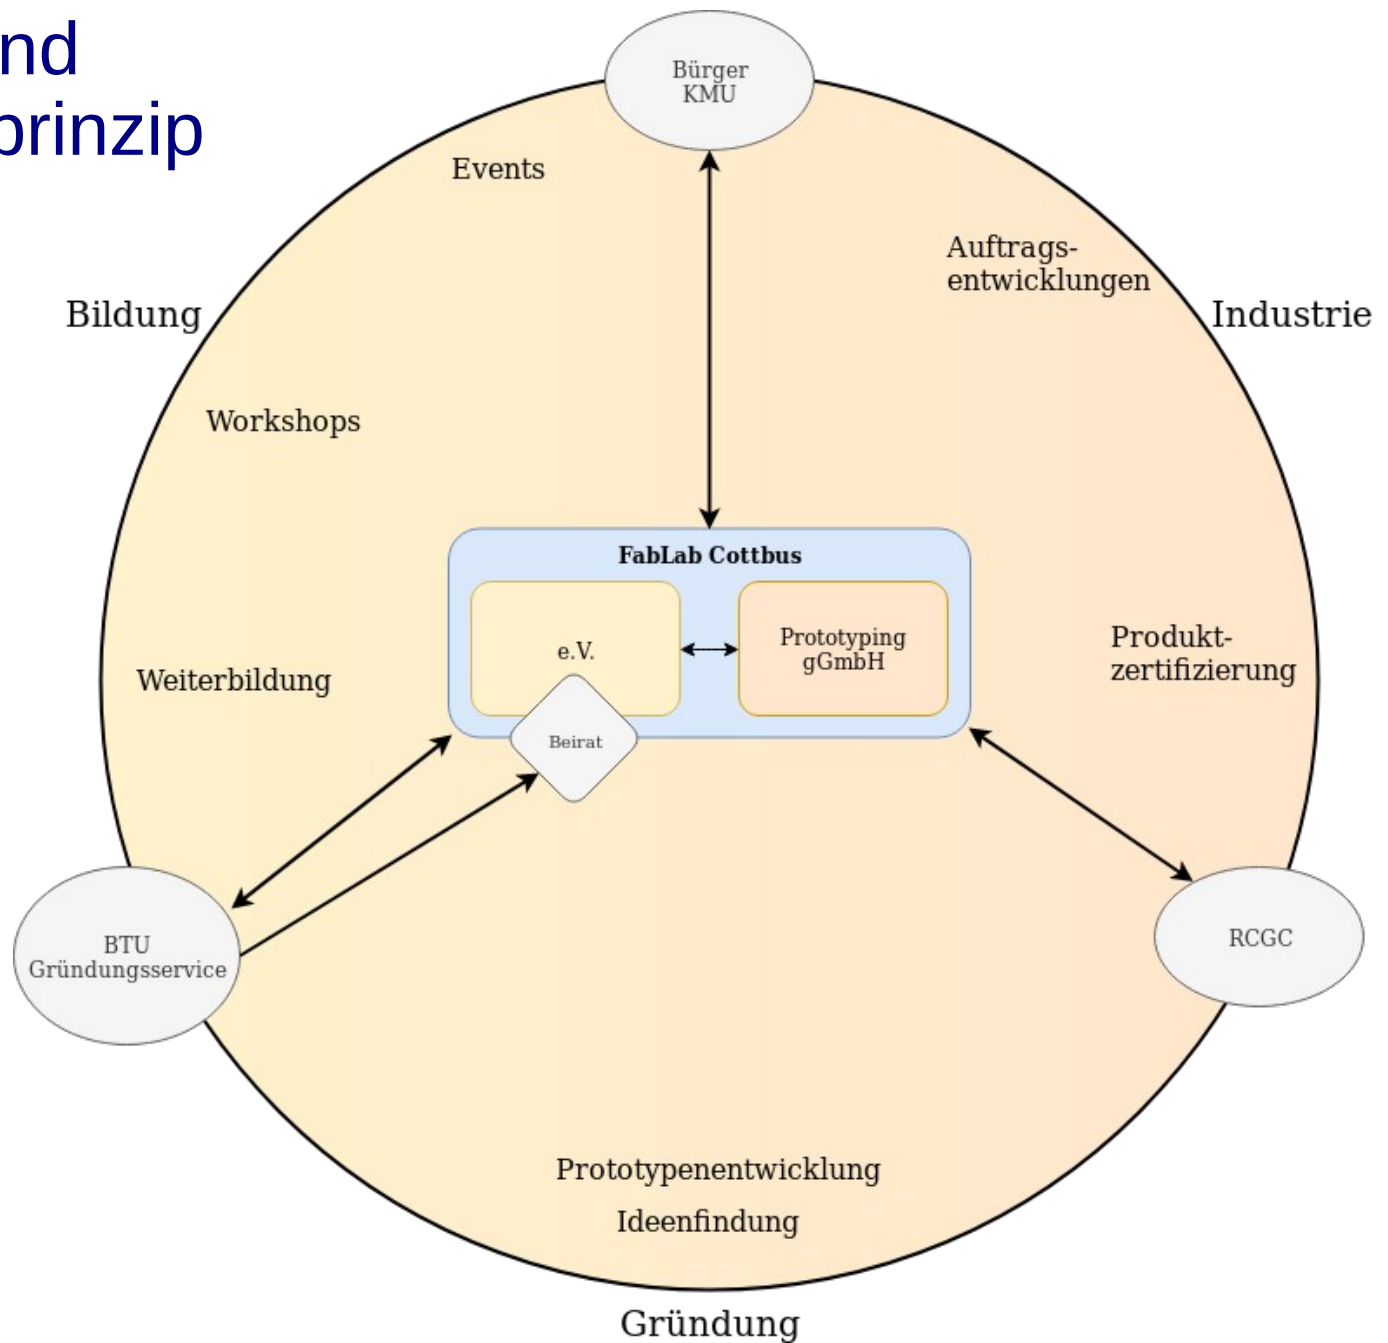 nd
prinzip
Bürger
KMU
Events
Auftrags-
entwicklungen
Bildung
Industrie
Workshops
FabLab Cottbus
e.V.
Prototyping
gGmbH
Produkt-
zertifizierung
Weiterbildung
Beirat
BTU
Gründungsservice
RCGC
Prototypenentwicklung
Ideenfindung
Gründung